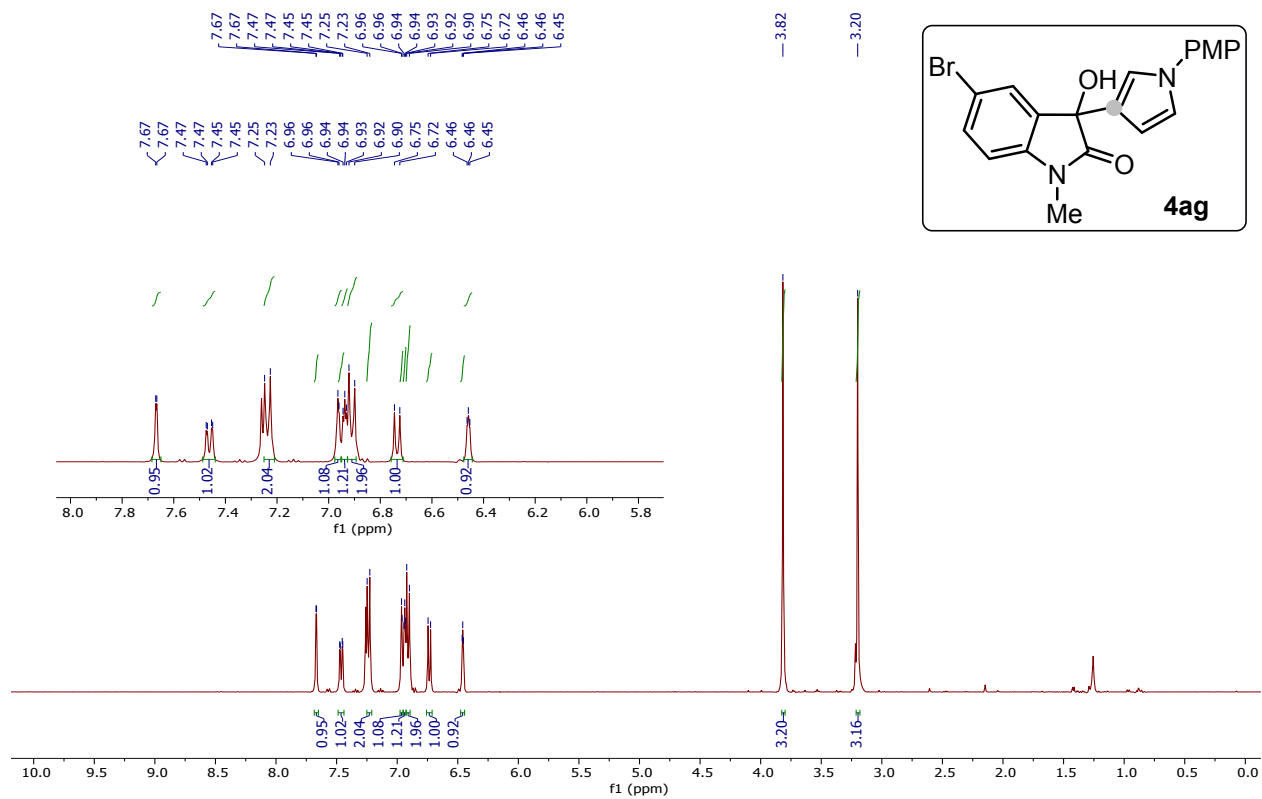 7.67 7.67 7.47 7.47 7.45 7.45 7.25 7.23 6.96 6.96 6.94 6.94 6.93 6.92 6.90 6.75 6.72 6.46 6.46 6.45
3.82
3.20
7.67 7.67 7.47 7.47 7.45 7.45 7.25 7.23 6.96 6.96 6.94 6.94 6.93 6.92 6.90 6.75 6.72 6.46 6.46 6.45
Br
OH
N
PMP
N
O
Me
4ag
0.95 1.02 2.04 1.08 1.21 1.96 1.00 0.92
8.0 7.8 7.6 7.4 7.2 7.0 6.8 6.6 6.4 6.2 6.0 5.8
f1 (ppm)
0.95 1.02 2.04 1.08 1.21 1.96 1.00 0.92 3.20 3.16
10.0 9.5 9.0 8.5 8.0 7.5 7.0 6.5 6.0 5.5 5.0 4.5 4.0 3.5 3.0 2.5 2.0 1.5 1.0 0.5 0.0
f1 (ppm)